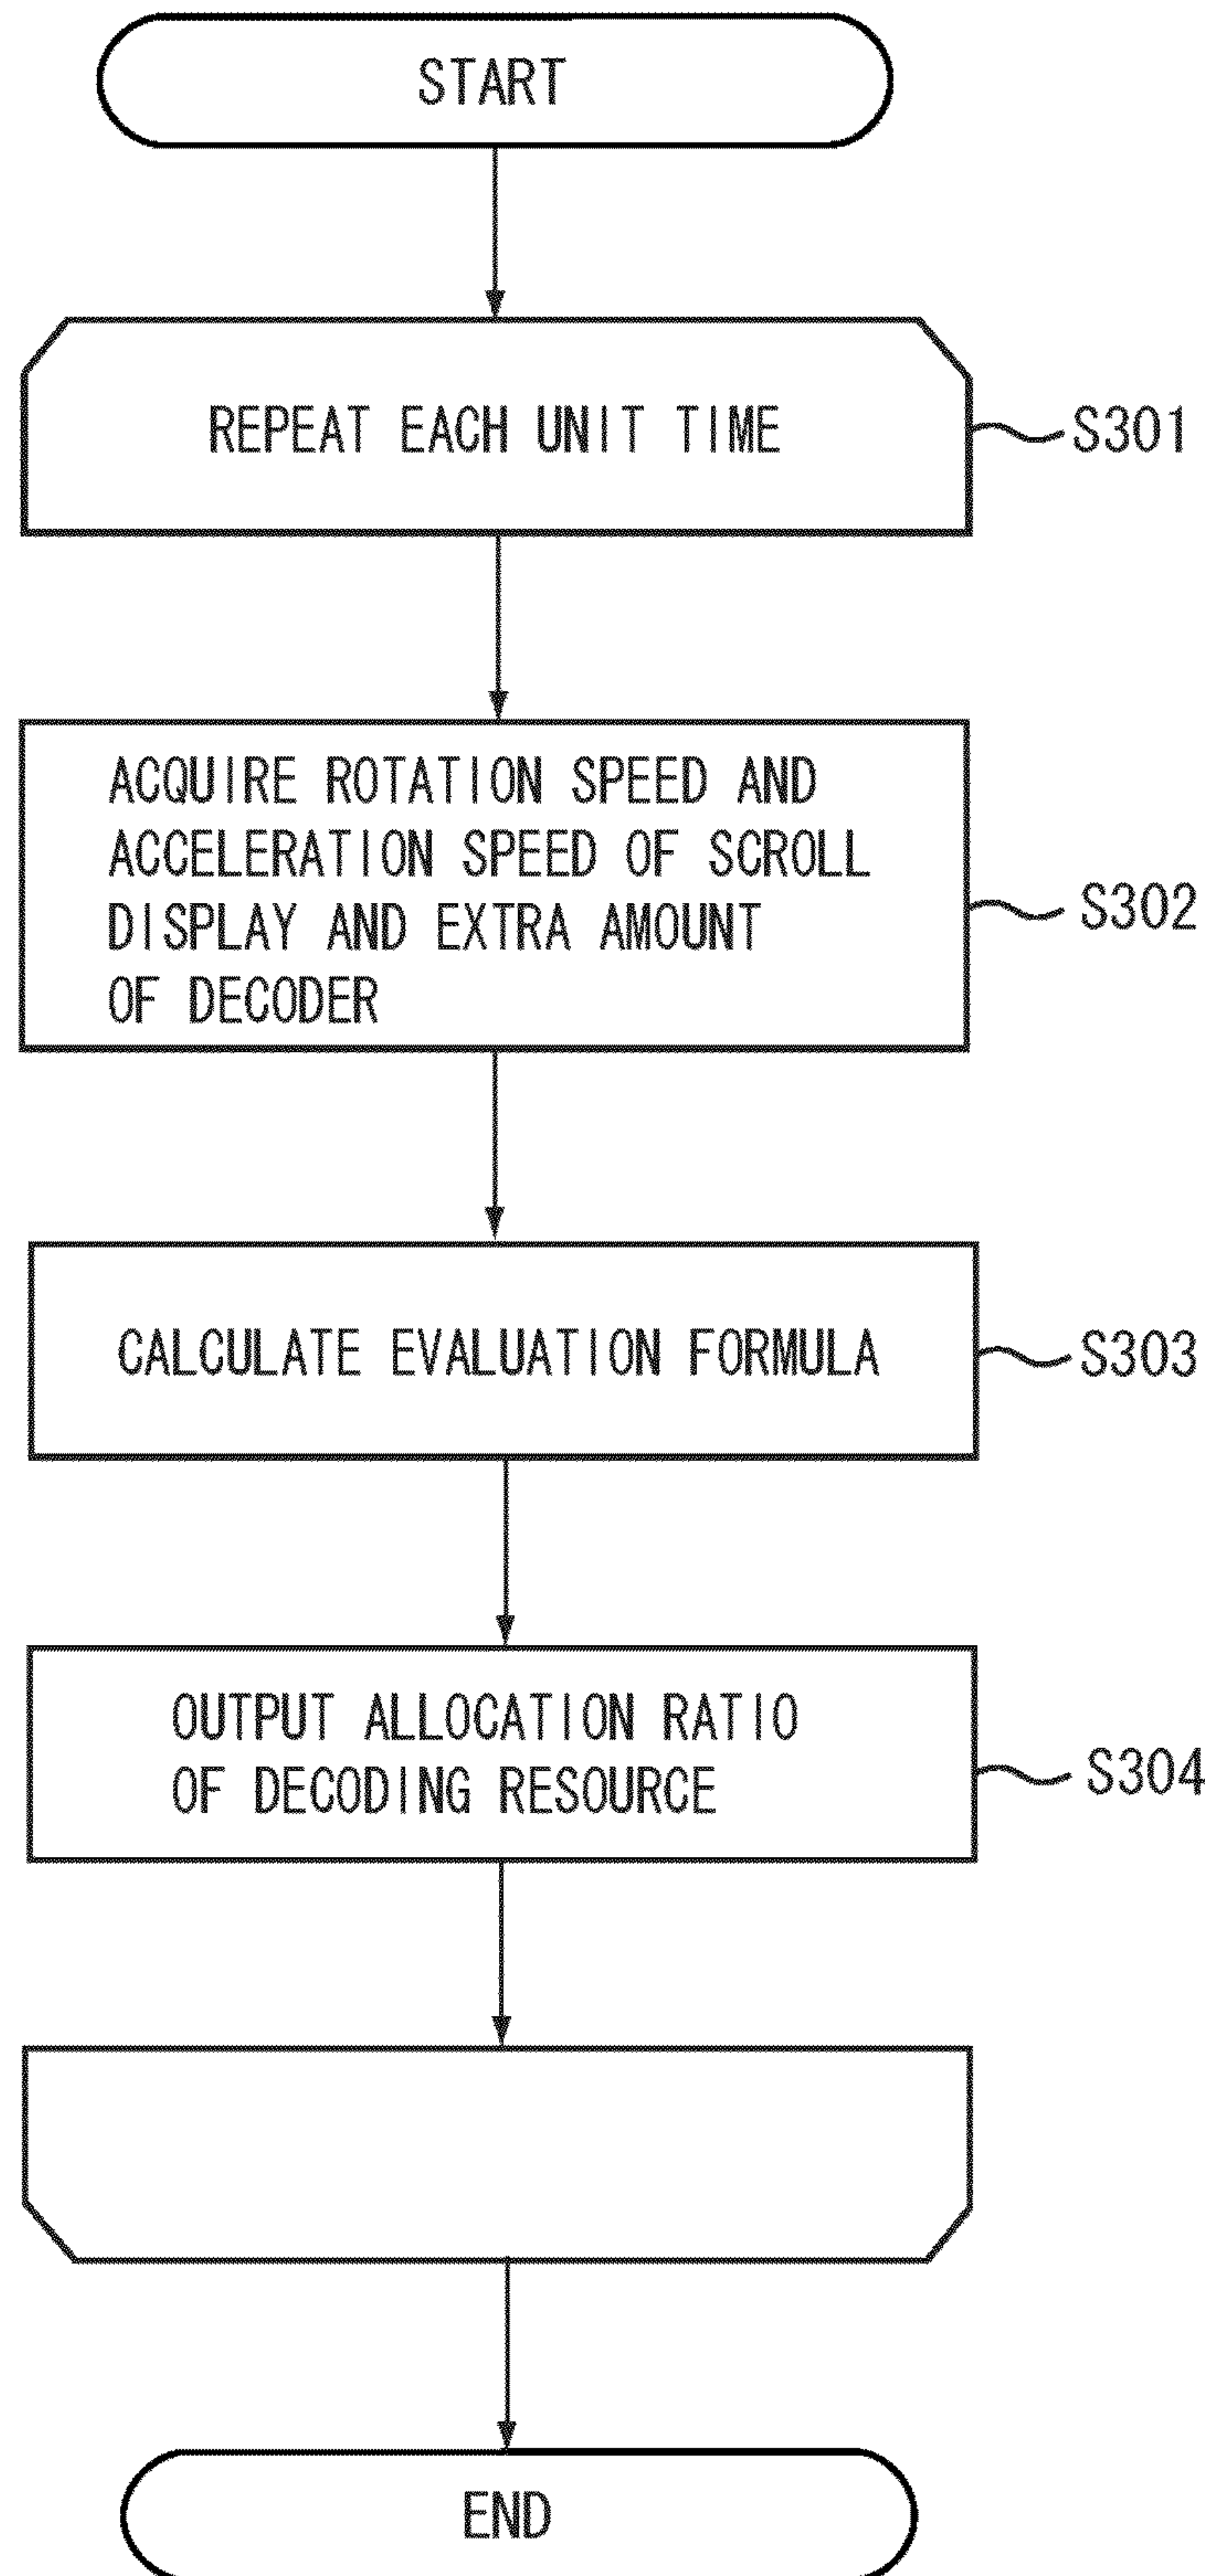 START
REPEAT EACH UNIT TIME
S301
ACQUIRE ROTATION SPEED AND
ACCELERATION SPEED OF SCROLL
DISPLAY AND EXTRA AMOUNT
OF DECODER
S302
CALCULATE EVALUATION FORMULA
S303
OUTPUT ALLOCATION RATIO
OF DECODING RESOURCE
S304
END